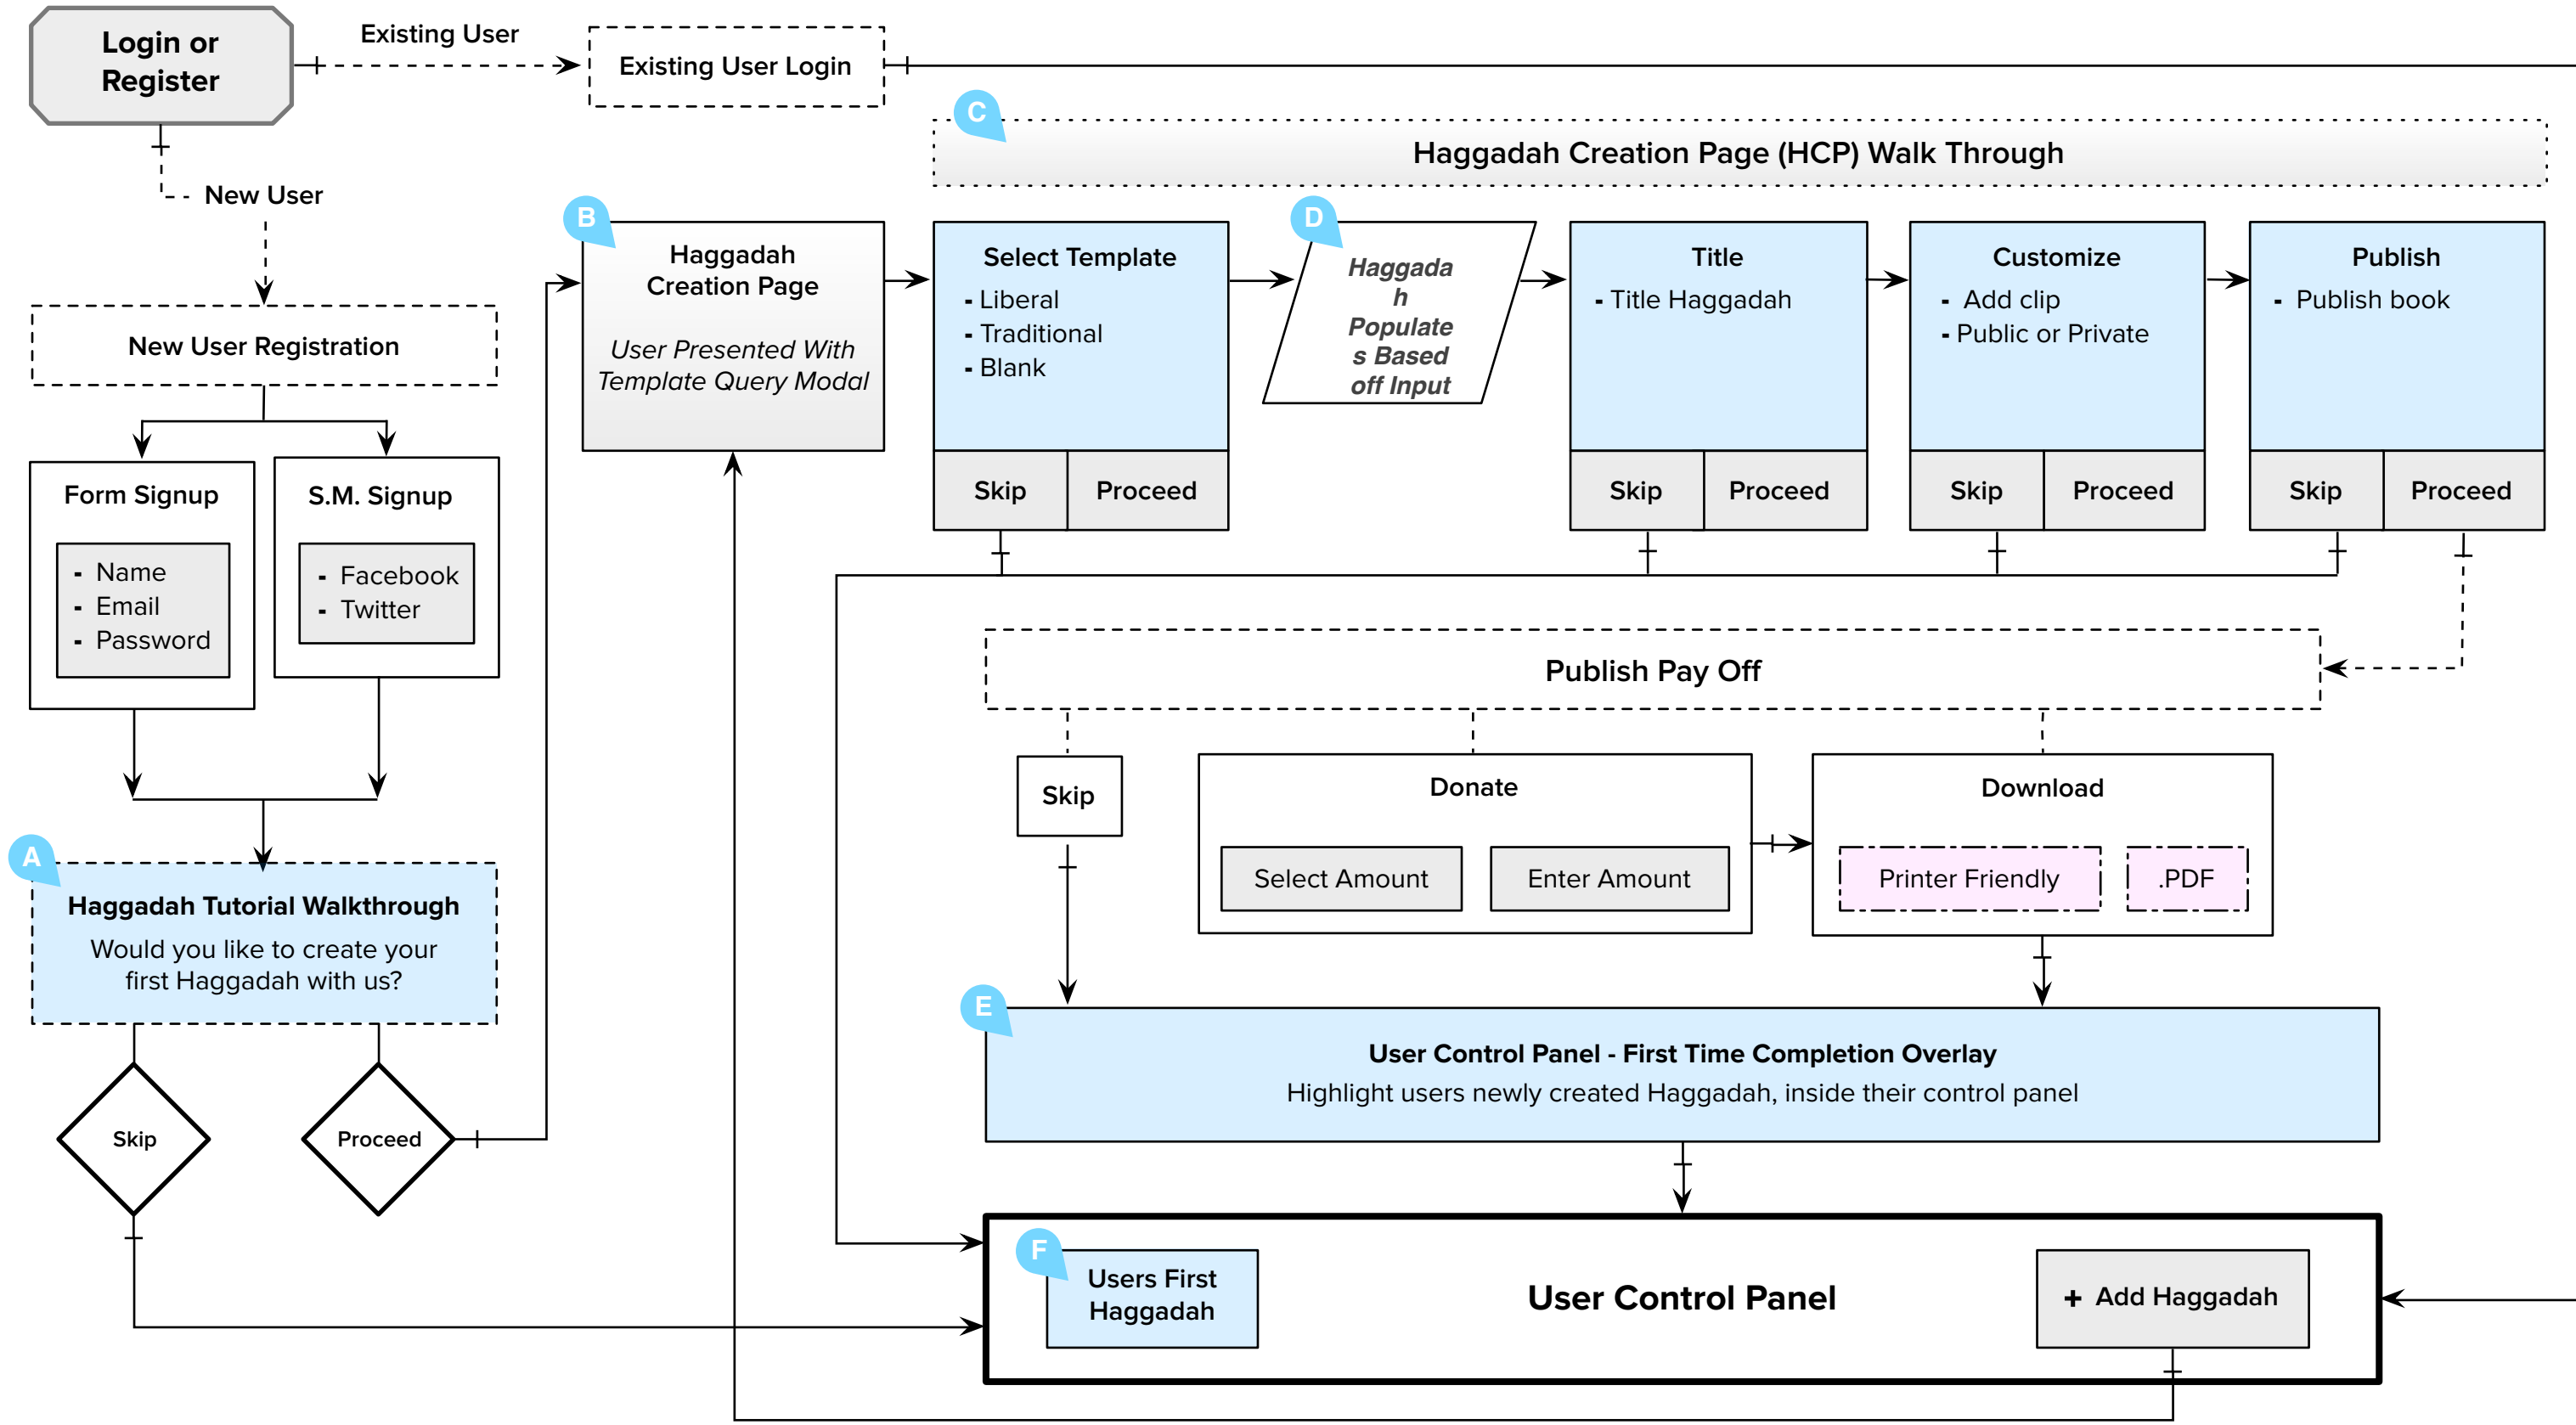 Login or
Register
Existing User
Existing User Login
New User
C
Haggadah Creation Page (HCP) Walk Through
New User Registration
Form Signup
- Name
- Email
- Password
S.M. Signup
- Facebook
- Twitter
A
Haggadah Tutorial Walkthrough
Would you like to create your
first Haggadah with us?
Skip
Proceed
B
Haggadah
Creation Page
User Presented With
Template Query Modal
Select Template
- Liberal
- Traditional
- Blank
Skip
Proceed
D
Haggada
h
Populate
s Based
off Input
Title
- Title Haggadah
Skip
Proceed
Customize
- Add clip
- Public or Private
Skip
Proceed
Publish
- Publish book
Skip
Proceed
Publish Pay Off
Skip
Donate
Select Amount
Enter Amount
Download
Printer Friendly
.PDF
E
User Control Panel - First Time Completion Overlay
Highlight users newly created Haggadah, inside their control panel
F
Users First
Haggadah
User Control Panel
+ Add Haggadah